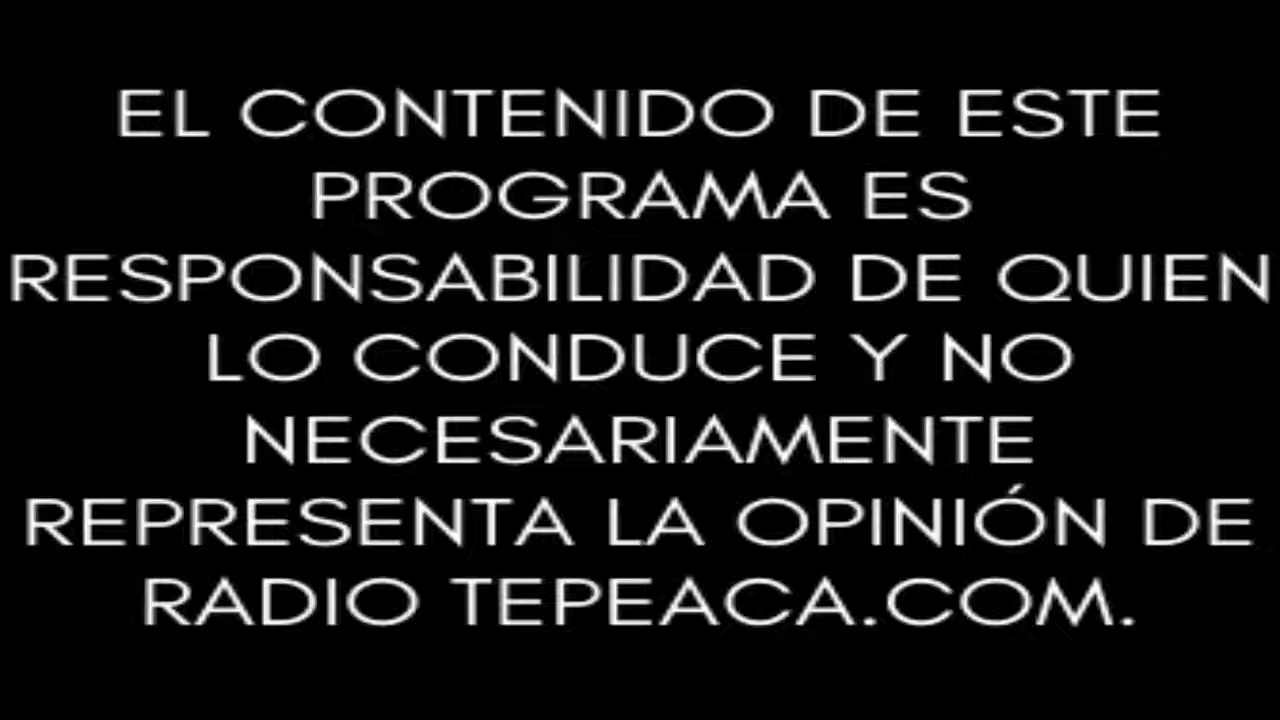 EL CONTENIDO DE ESTE
PROGRAMA ES
RESPONSABILIDAD DE QUIEN
LO CONDUCE Y NO
NECESARIAMENTE
REPRESENTA LA OPINIÓN DE
RADIO TEPEACA.COM.